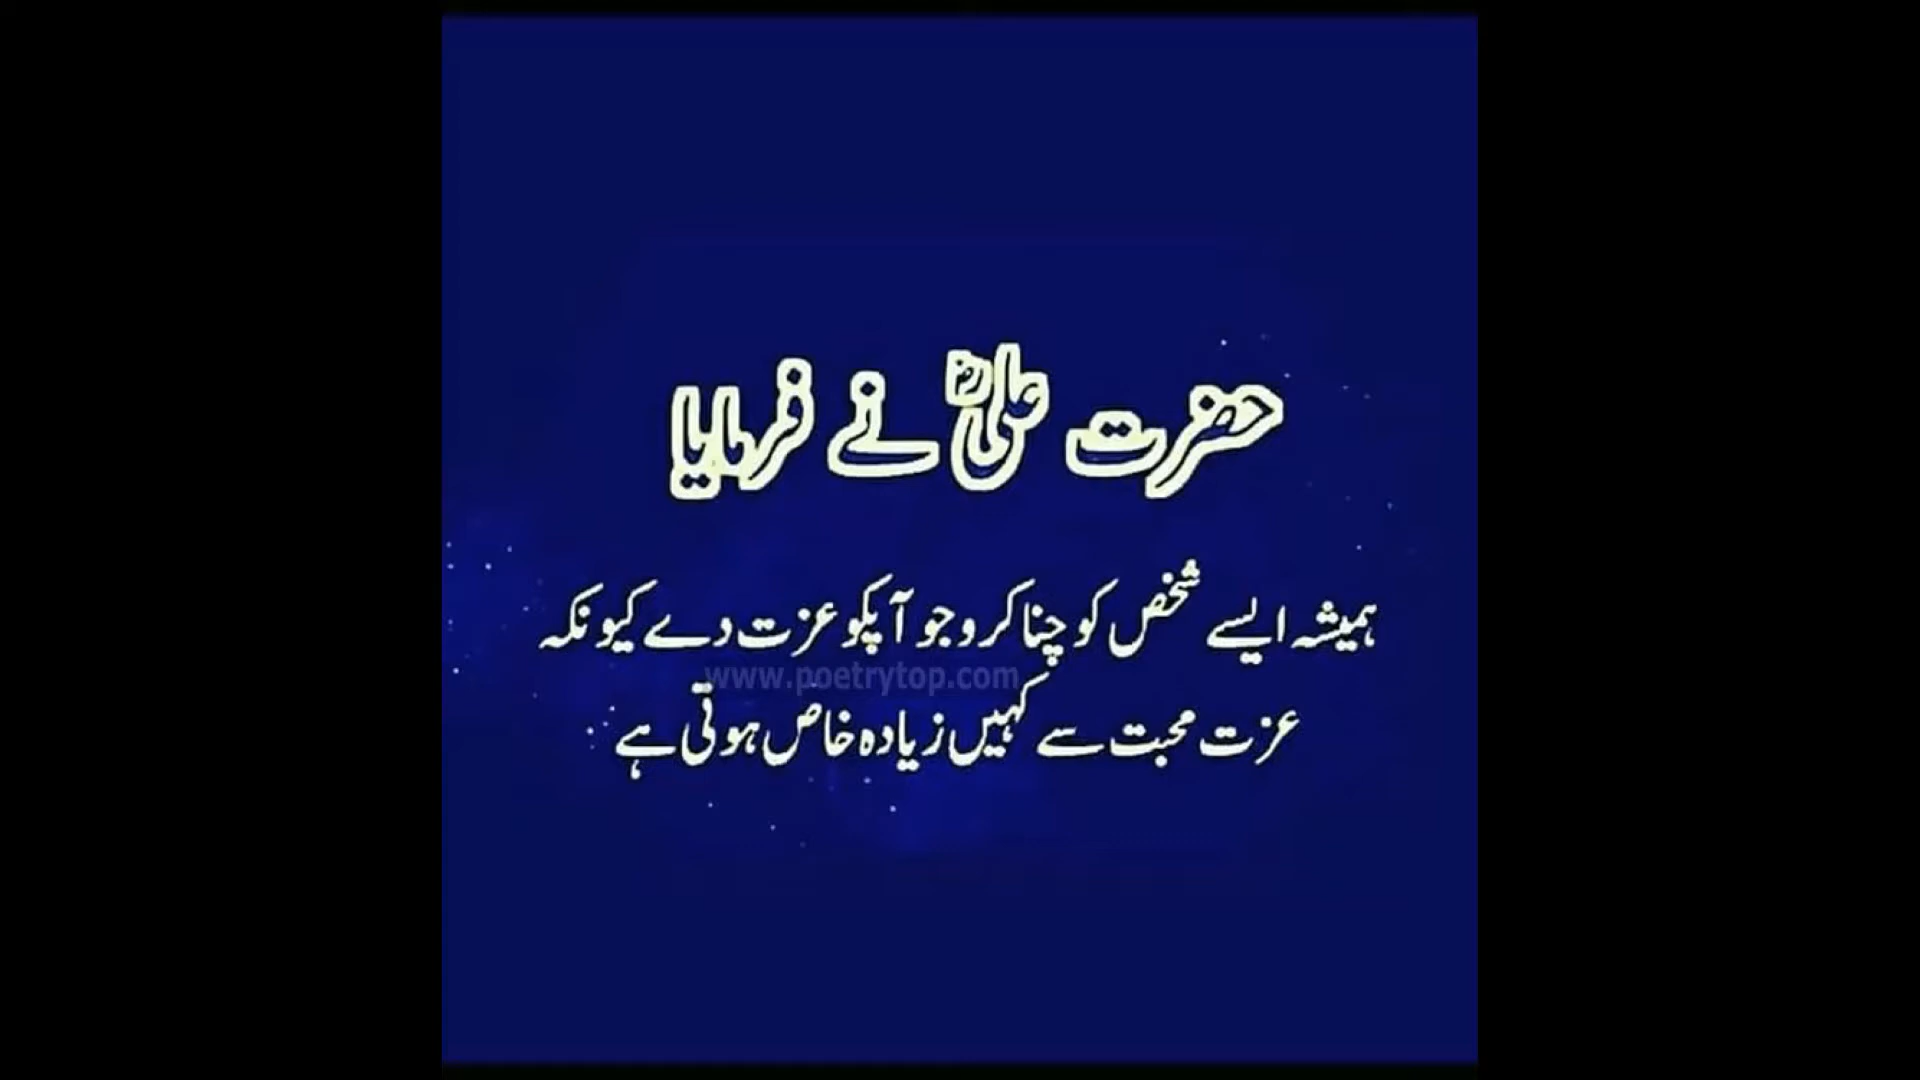 حضرت علیؓ نے فرمایا
ہمیشہ ایسے شخص کو چنا کرو جو آپکو عزت دے کیونکہ
www.poetrytop.com
عزت محبت سے کہیں زیادہ خاص ہوتی ہے